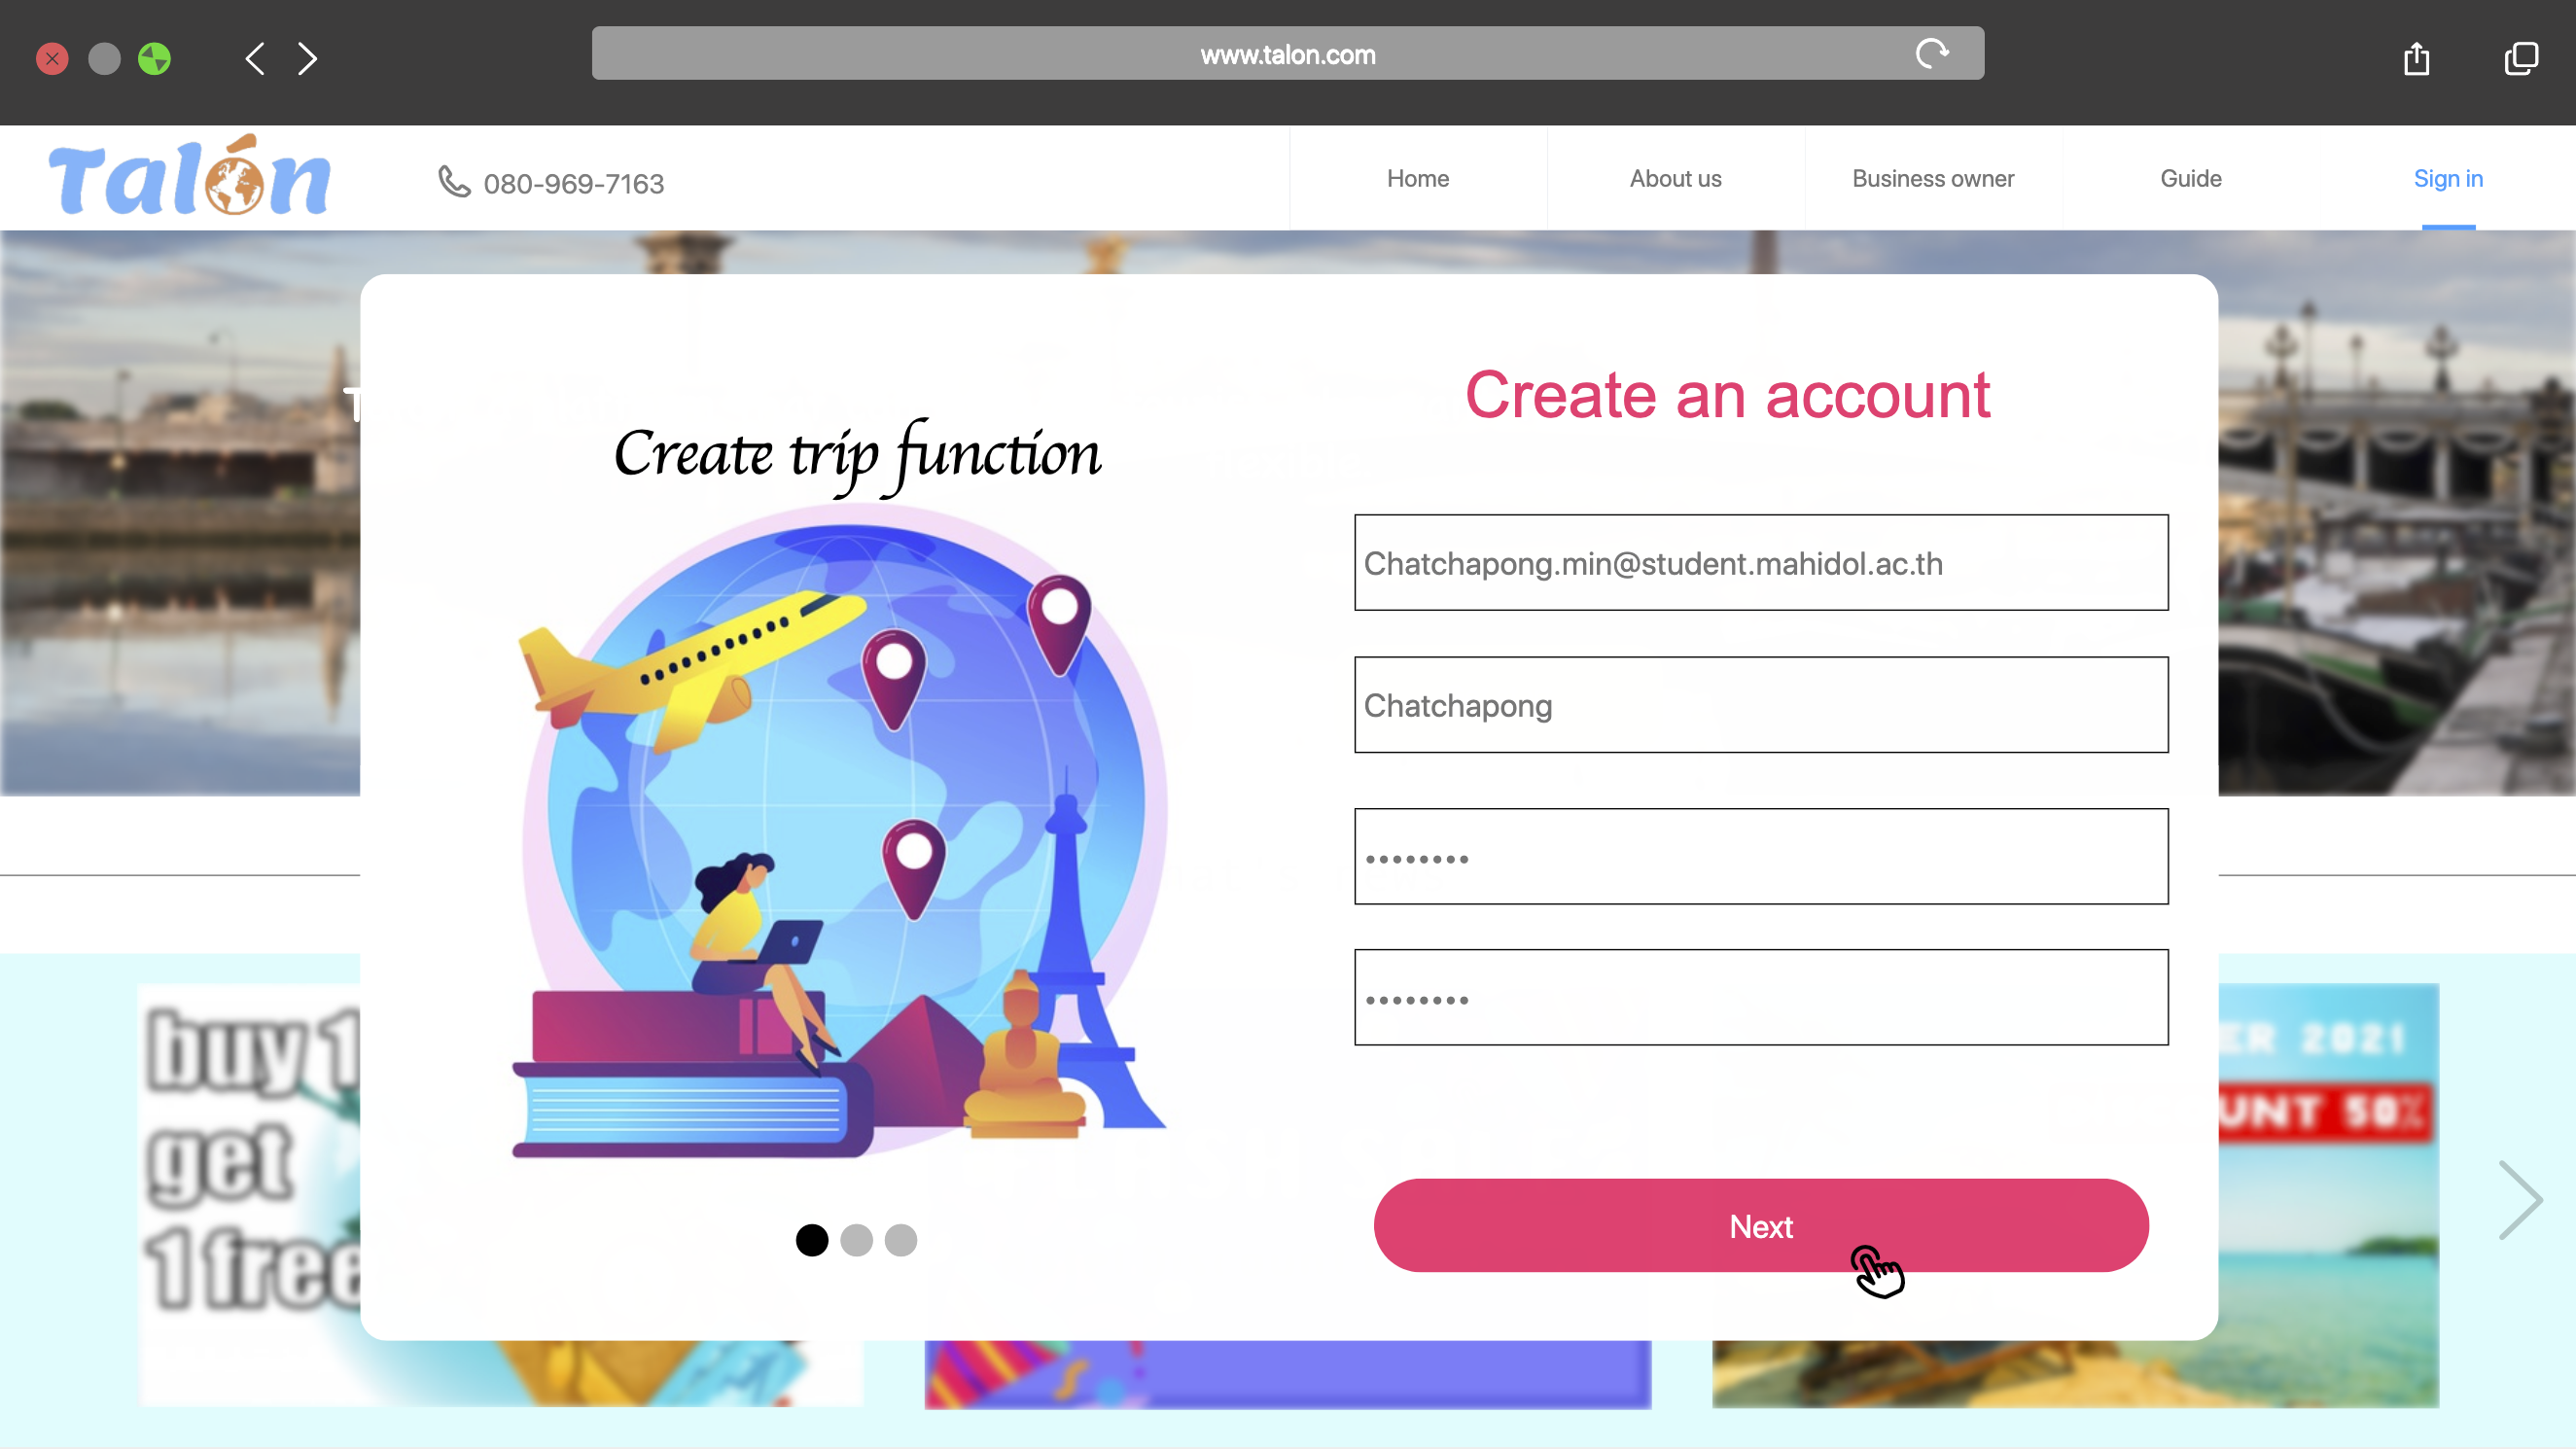 www.talon.com
Talón
080-969-7163
Home
About us
Business owner
Guide
Sign in
T
Create trip function
Create an account
Chatchapong.min@student.mahidol.ac.th
Chatchapong
••••••••
••••••••
Next
buy 1
get
1 free
ER 2021
UNT 50%